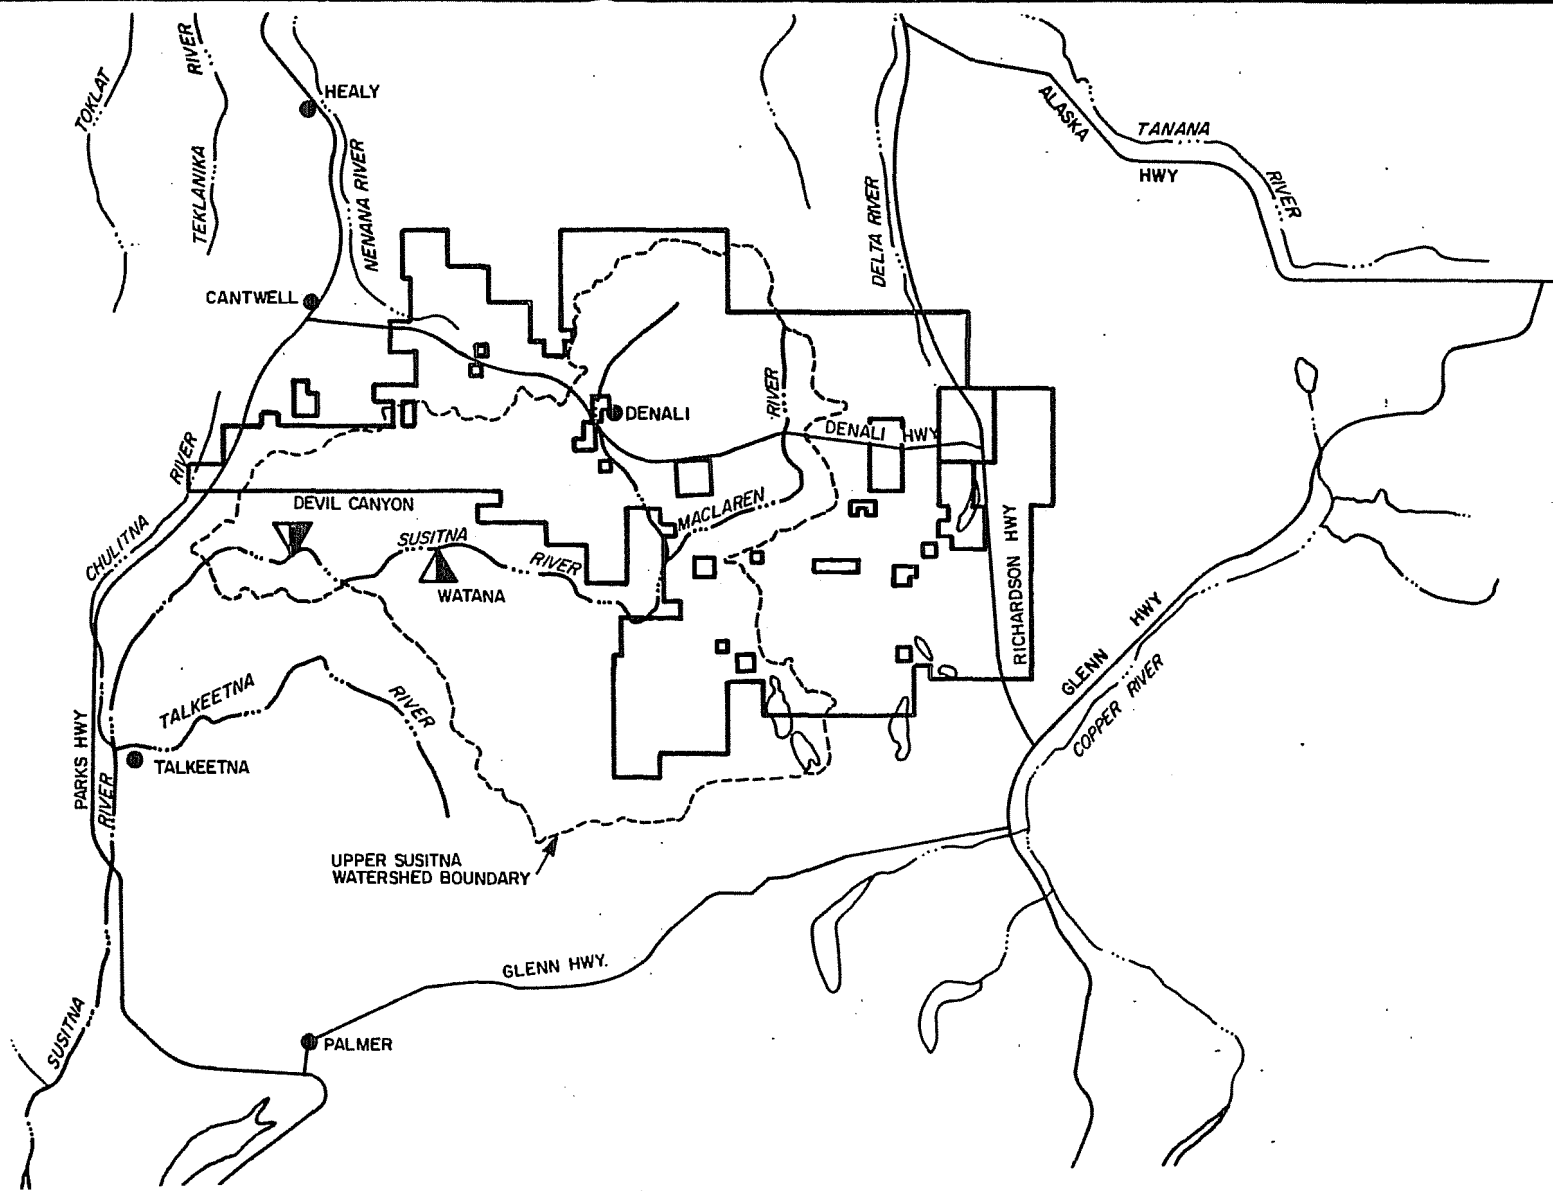 TOKLAT
RIVER
TEKLANIKA
HEALY
NENANA RIVER
CANTWELL
DELTA RIVER
ALASKA
HWY
TANANA
RIVER
DENALI
RIVER
DENALI HWY
RIVER
CHULITNA
DEVIL CANYON
SUSITNA
RIVER
WATANA
MACLAREN
RICHARDSON HWY
GLENN HWY
COPPER RIVER
TALKEETNA
RIVER
PARKS HWY
RIVER
TALKEETNA
UPPER SUSITNA
WATERSHED BOUNDARY
GLENN HWY.
SUSITNA
PALMER